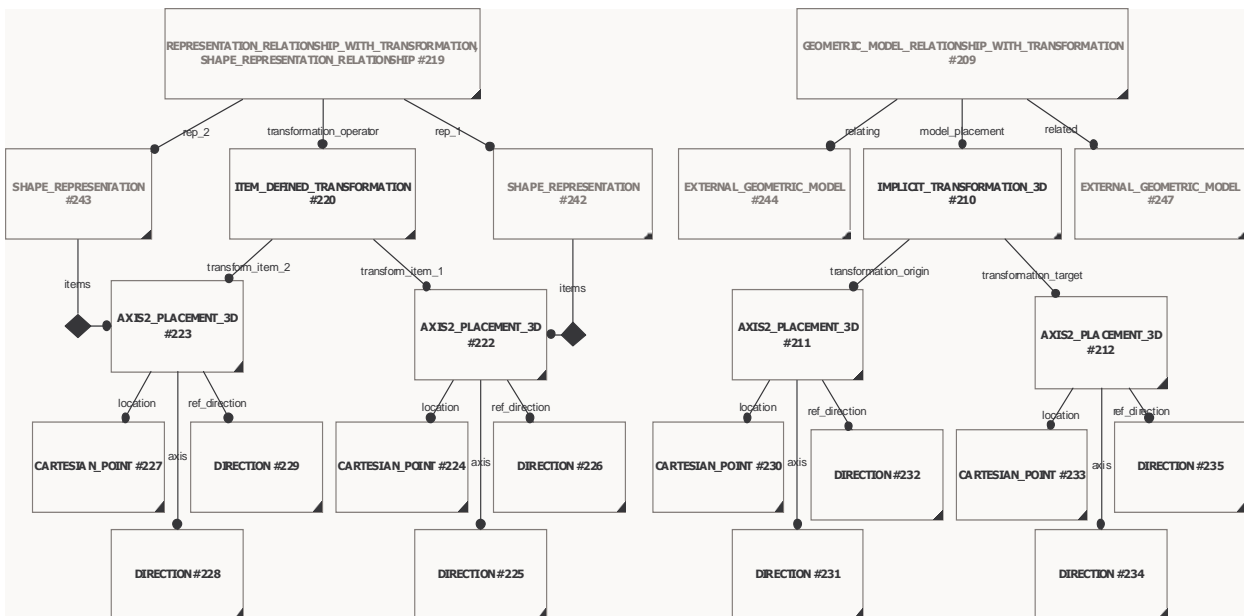 REPRESENTATION_RELATIONSHIP_WITH_TRANSFORMATION,
SHAPE_REPRESENTATION_RELATIONSHIP #219
GEOMETRIC_MODEL_RELATIONSHIP_WITH_TRANSFORMATION
#209
rep_2
transformation_operator
rep_1
relating
model_placement
related
SHAPE_REPRESENTATION
#243
ITEM_DEFINED_TRANSFORMATION
#220
SHAPE_REPRESENTATION
#242
EXTERNAL_GEOMETRIC_MODEL
#244
IMPLICIT_TRANSFORMATION_3D
#210
EXTERNAL_GEOMETRIC_MODEL
#247
items
transform_item_2
transform_item_1
items
transformation_origin
transformation_target
AXIS2_PLACEMENT_3D
#223
AXIS2_PLACEMENT_3D
#222
AXIS2_PLACEMENT_3D
#211
AXIS2_PLACEMENT_3D
#212
location
ref_direction
location
ref_direction
location
ref_direction
location
ref_direction
CARTESIAN_POINT #227
axis
DIRECTION #229
CARTESIAN_POINT #224
axis
DIRECTION #226
CARTESIAN_POINT #230
axis
DIRECTION #232
CARTESIAN_POINT #233
axis
DIRECTION #235
DIRECTION #228
DIRECTION #225
DIRECTION #231
DIRECTION #234